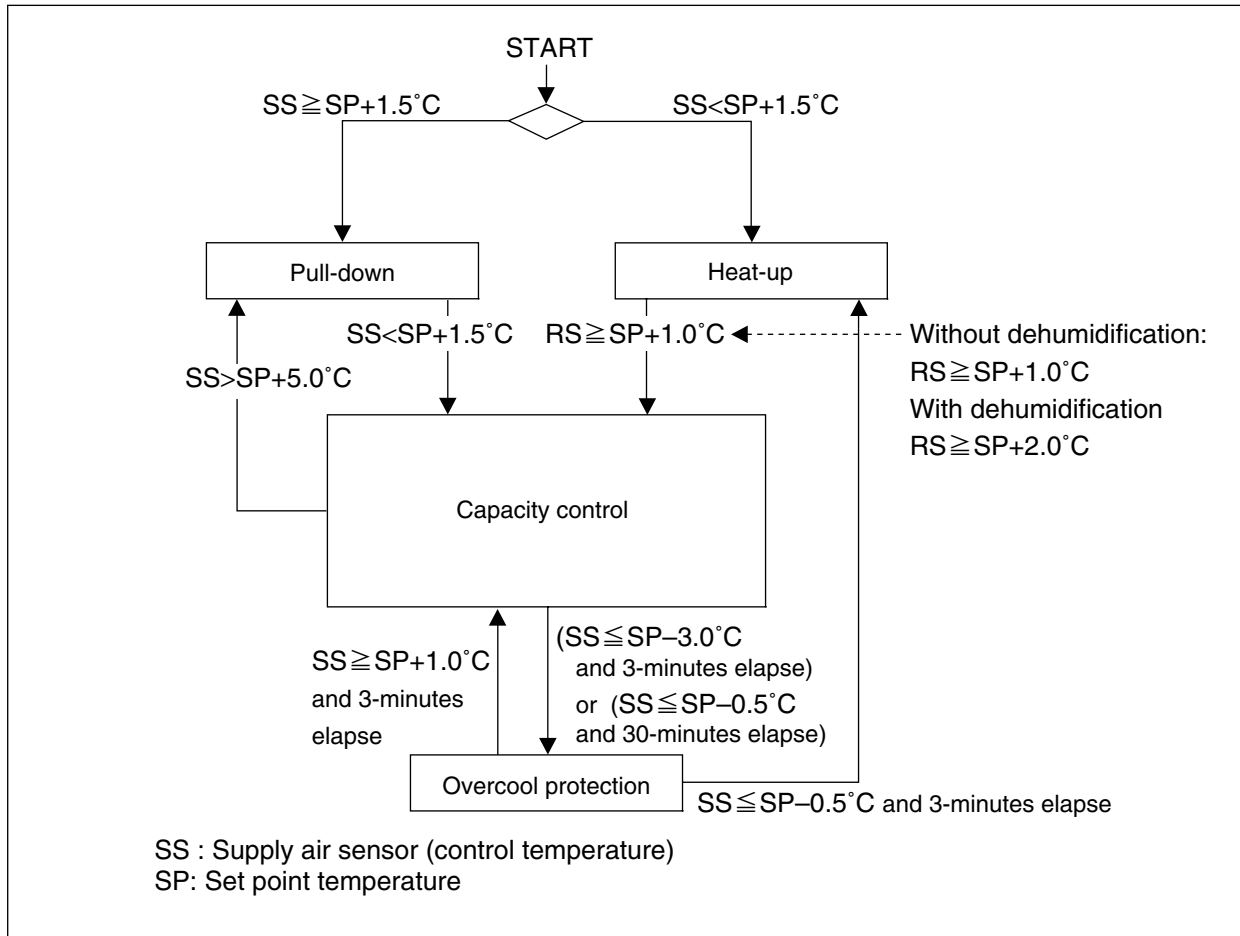 START
SS≧SP+1.5˚C
SS<SP+1.5˚C
Pull-down
Heat-up
SS<SP+1.5˚C
RS≧SP+1.0˚C
SS>SP+5.0˚C
Without dehumidification:
RS≧SP+1.0˚C
With dehumidification
RS≧SP+2.0˚C
Capacity control
SS≧SP+1.0˚C
and 3-minutes
elapse
(SS≦SP–3.0˚C
and 3-minutes elapse)
or (SS≦SP–0.5˚C
and 30-minutes elapse)
Overcool protection
SS≦SP–0.5˚C and 3-minutes elapse
SS : Supply air sensor (control temperature)
SP: Set point temperature